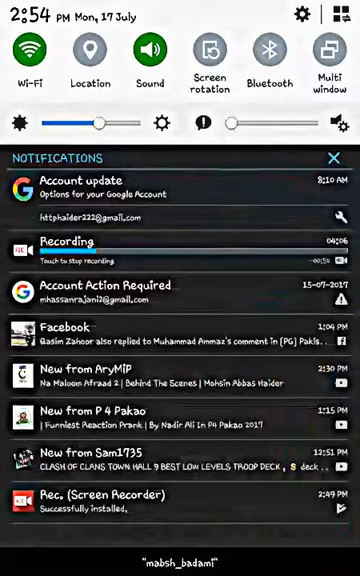 2:54 PM Mon, 17 July
Wi-Fi
Location
Sound
Screen rotation
Bluetooth
Multi window
NOTIFICATIONS
Account update 8:10 AM
Options for your Google Account
httphaider222@gmail.com
REC Recording 04:06
Touch to stop recording -00:54
Account Action Required 15-07-2017
mhassanrajani2@gmail.com
Facebook 1:04 PM
Qasim Zahoor also replied to Muhammad Ammaz's comment in [PG] Pakis..
New from AryMiP 2:30 PM
Na Maloom Afraad 2 | Behind The Scenes | Mohsin Abbas Haider
New from P 4 Pakao 1:15 PM
| Funniest Reaction Prank | By Nadir Ali In P4 Pakao 2017
New from Sam1735 12:51 PM
CLASH OF CLANS TOWN HALL 9 BEST LOW LEVELS TROOP DECK , $ deck ..
Rec. (Screen Recorder) 2:49 PM
Successfully installed.
"mabsh_badami"